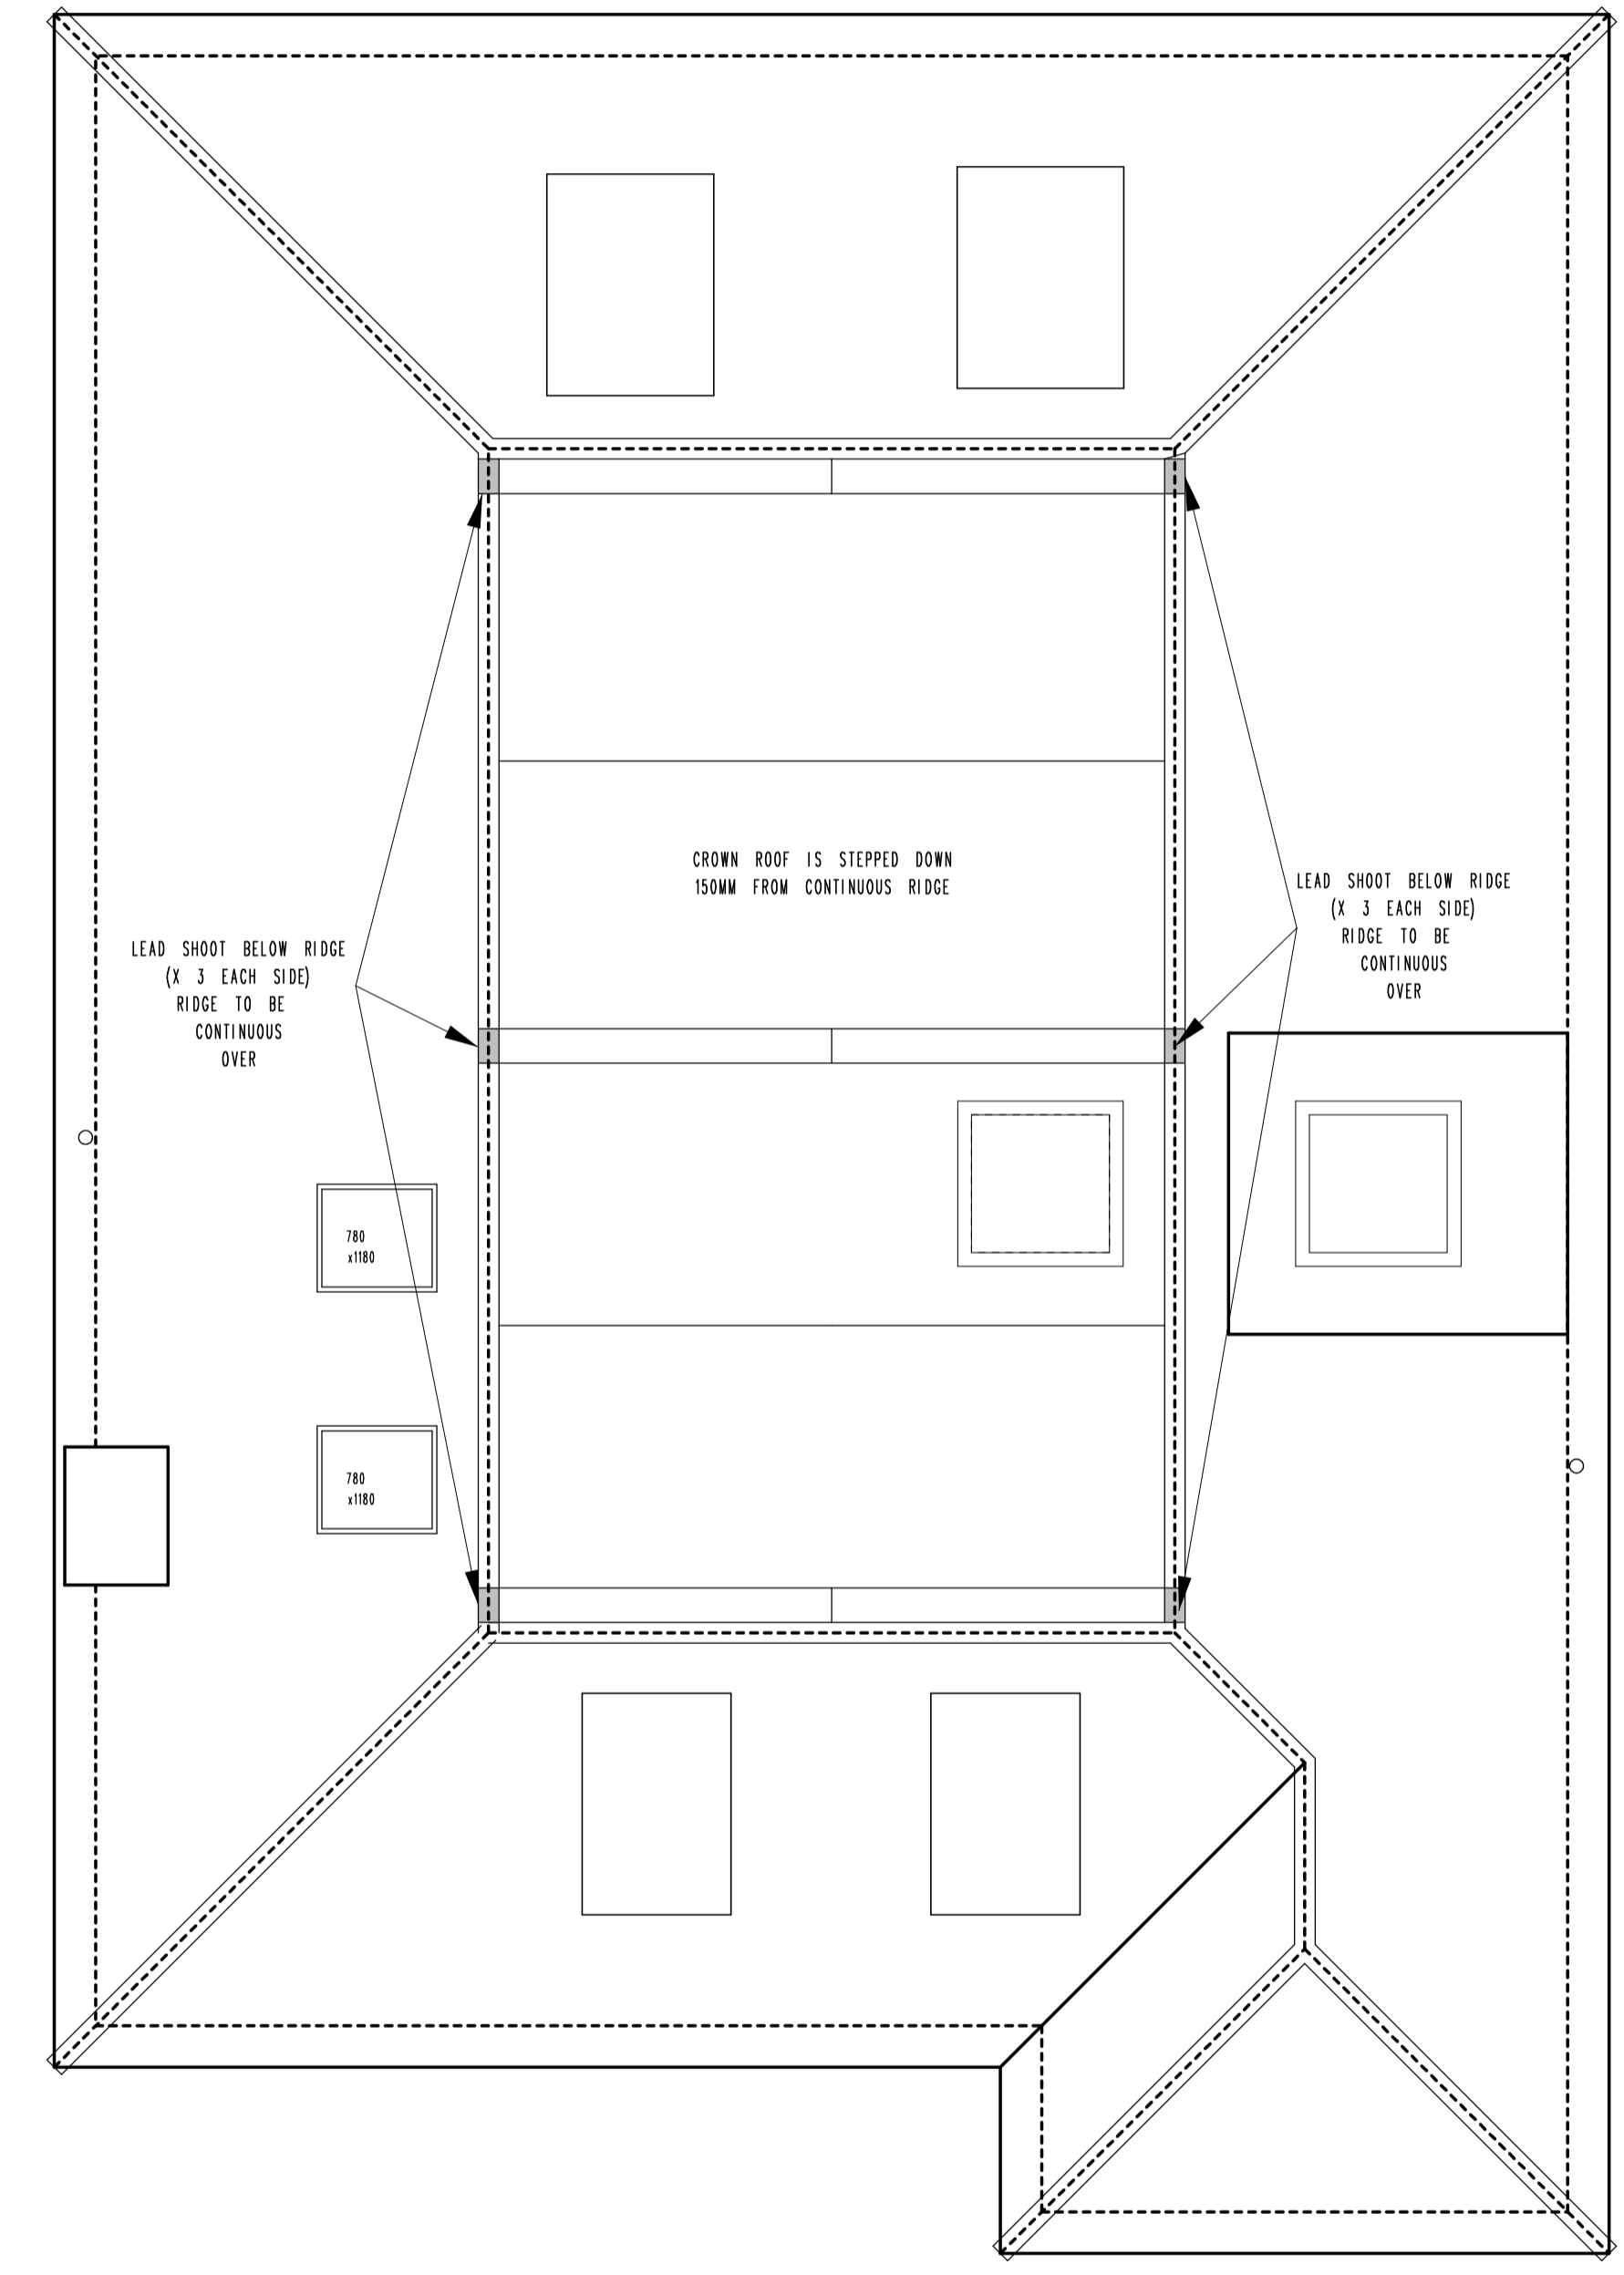 CROWN ROOF IS STEPPED DOWN
150MM FROM CONTINUOUS RIDGE
LEAD SHOOT BELOW RIDGE
(X 3 EACH SIDE)
RIDGE TO BE
CONTINUOUS
OVER
LEAD SHOOT BELOW RIDGE
(X 3 EACH SIDE)
RIDGE TO BE
CONTINUOUS
OVER
780
x1180
780
x1180